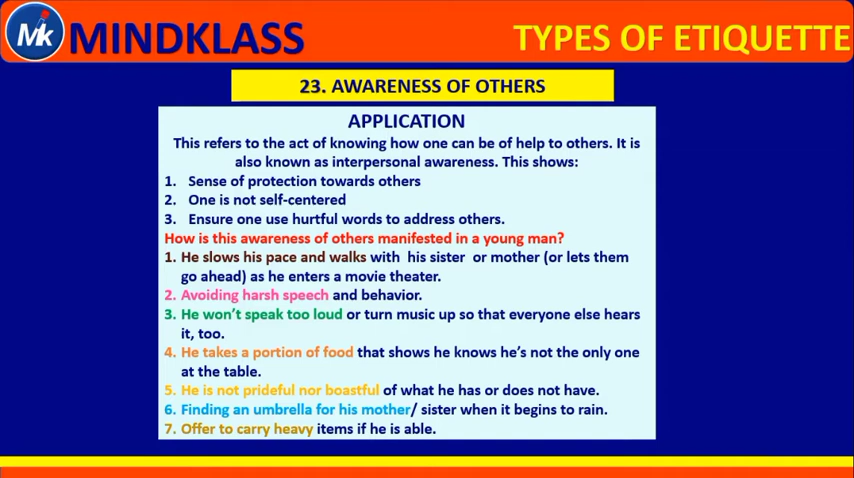 Mk MINDKLASS
TYPES OF ETIQUETTE
23. AWARENESS OF OTHERS
APPLICATION
This refers to the act of knowing how one can be of help to others. It is
also known as interpersonal awareness. This shows:
1. Sense of protection towards others
2. One is not self-centered
3. Ensure one use hurtful words to address others.
How is this awareness of others manifested in a young man?
1. He slows his pace and walks with his sister or mother (or lets them
go ahead) as he enters a movie theater.
2. Avoiding harsh speech and behavior.
3. He won't speak too loud or turn music up so that everyone else hears
it, too.
4. He takes a portion of food that shows he knows he's not the only one
at the table.
5. He is not prideful nor boastful of what he has or does not have.
6. Finding an umbrella for his mother/ sister when it begins to rain.
7. Offer to carry heavy items if he is able.